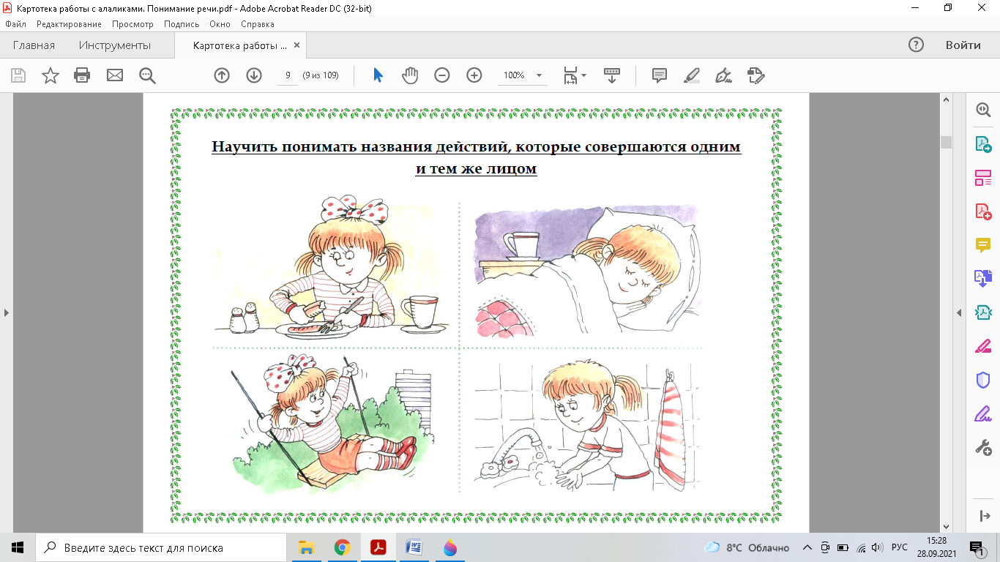 Картотека работы с алаликами. Понимание речи.pdf - Adobe Acrobat Reader DC (32-bit)
Файл Редактирование Просмотр Подпись Окно Справка
Главная Инструменты Картотека работы ... × Войти
9 (9 из 109) 100%
Научить понимать названия действий, которые совершаются одним
и тем же лицом
Введите здесь текст для поиска
8°C Облачно
РУС
15:28
28.09.2021
1